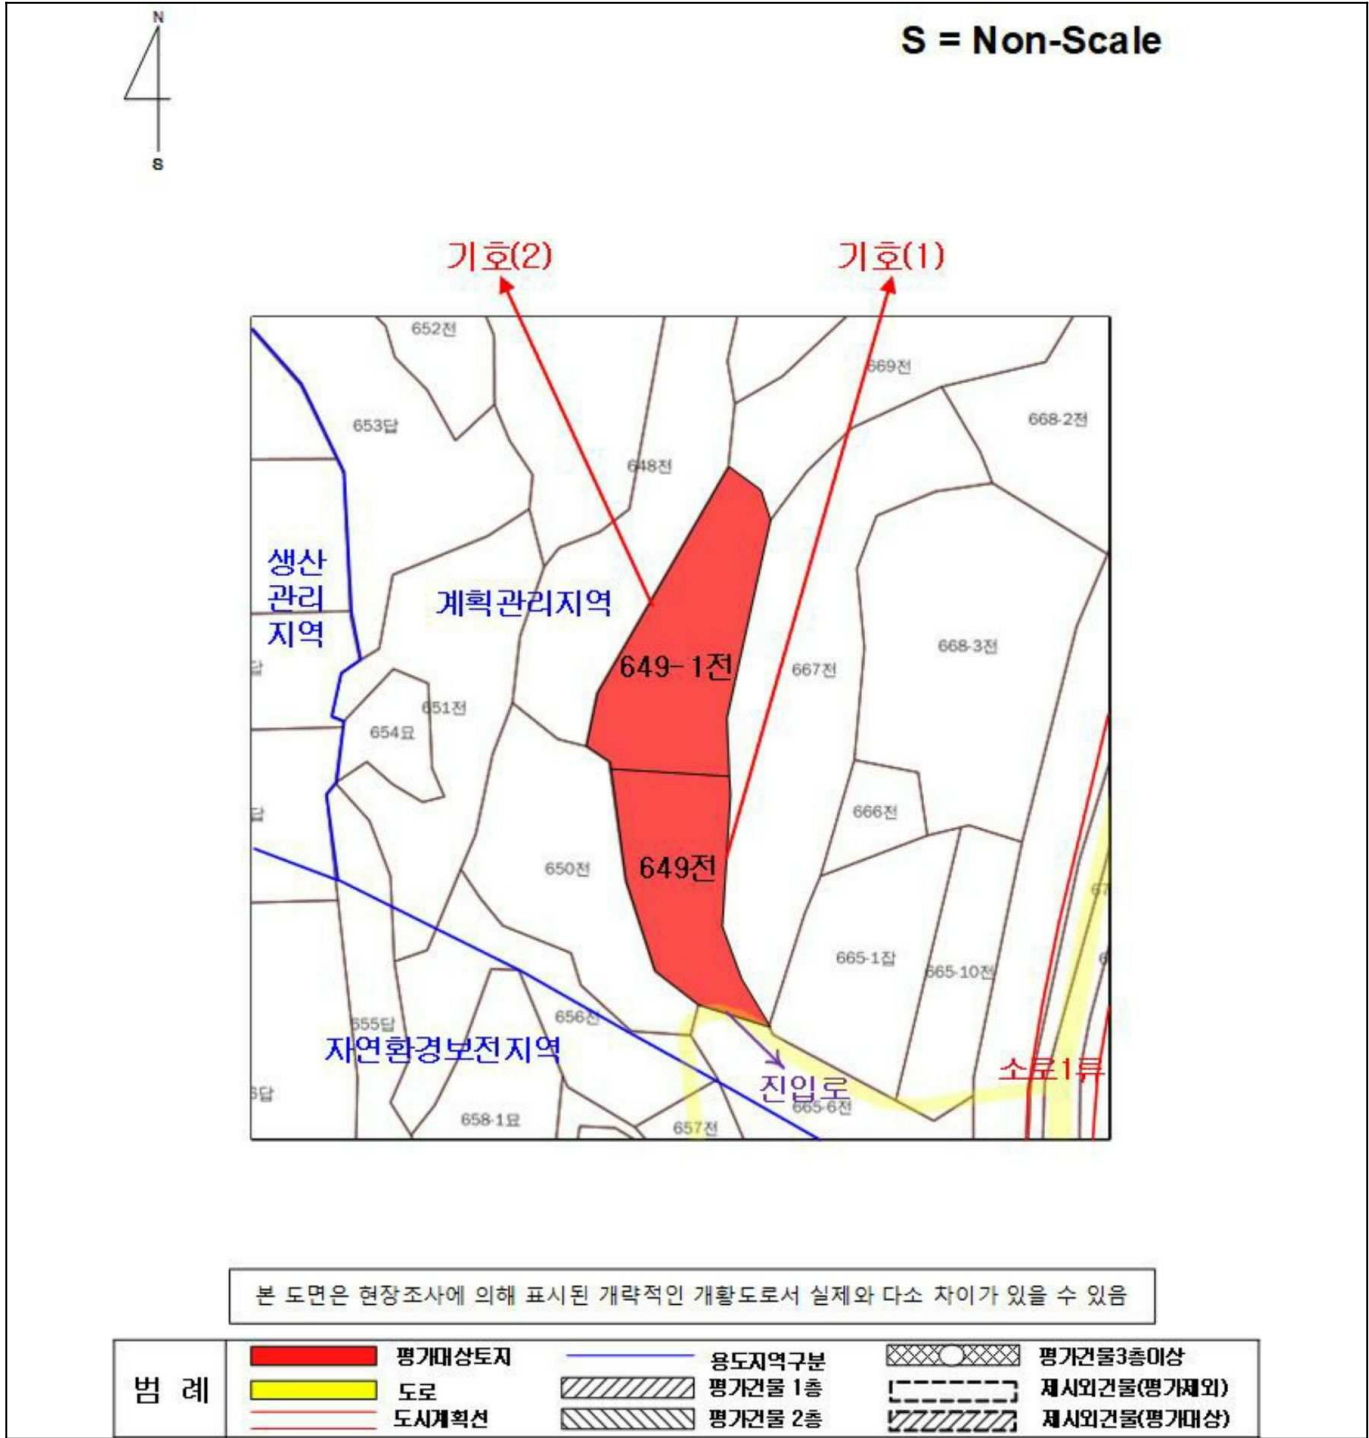 N
S = Non-Scale
S
기호(2)
기호(1)
652전
669전
668-2전
653답
648전
생산
관리
지역
계획관리지역
649-1전
667전
668-3전
답
651전
654묘
답
666전
650전
649전
665-1잡
665-10전
656전
655답
자연환경보전지역
소로1류
진입로
665-6전
답
658-1묘
657전
본 도면은 현장조사에 의해 표시된 개략적인 개황도로서 실제와 다소 차이가 있을 수 있음
범 례
평가대상토지
용도지역구분
평가건물3층이상
도로
평가건물 1층
제시외건물(평가제외)
도시계획선
평가건물 2층
제시외건물(평가대상)